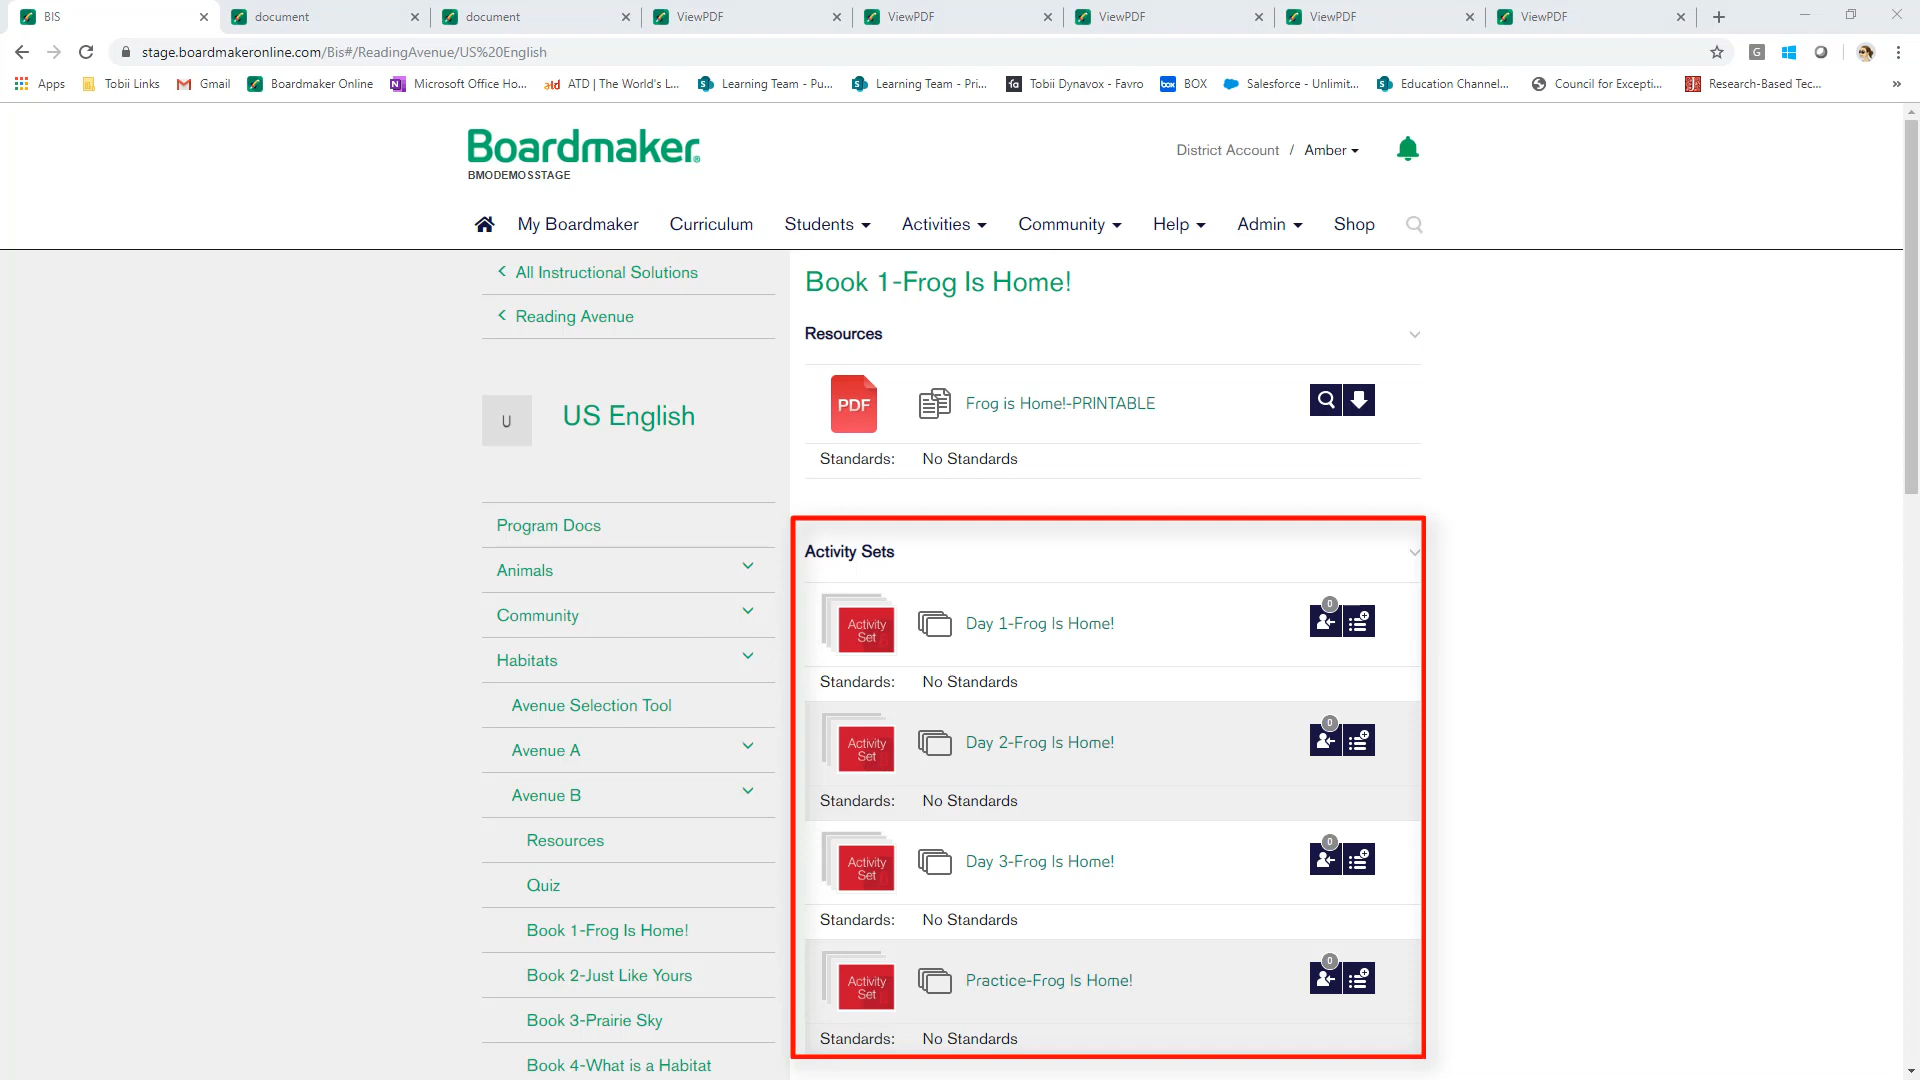 BIS
document
document
ViewPDF
ViewPDF
ViewPDF
ViewPDF
ViewPDF
stage.boardmakeronline.com/Bis#/ReadingAvenue/US%20English
G
Apps
Tobii Links
Gmail
Boardmaker Online
Microsoft Office Ho...
atd ATD | The World's L...
Learning Team - Pu...
Learning Team - Pri...
fa Tobii Dynavox - Favro
box BOX
Salesforce - Unlimit...
Education Channel...
Council for Excepti...
Research-Based Tec...
Boardmaker®
BMODEMOSSTAGE
District Account / Amber
My Boardmaker
Curriculum
Students
Activities
Community
Help
Admin
Shop
All Instructional Solutions
Reading Avenue
U
US English
Program Docs
Animals
Community
Habitats
Avenue Selection Tool
Avenue A
Avenue B
Resources
Quiz
Book 1-Frog Is Home!
Book 2-Just Like Yours
Book 3-Prairie Sky
Book 4-What is a Habitat
Book 1-Frog Is Home!
Resources
PDF
Frog is Home!-PRINTABLE
Standards: No Standards
Activity Sets
Activity
Set
Day 1-Frog Is Home!
0
Standards: No Standards
Activity
Set
Day 2-Frog Is Home!
0
Standards: No Standards
Activity
Set
Day 3-Frog Is Home!
0
Standards: No Standards
Activity
Set
Practice-Frog Is Home!
0
Standards: No Standards